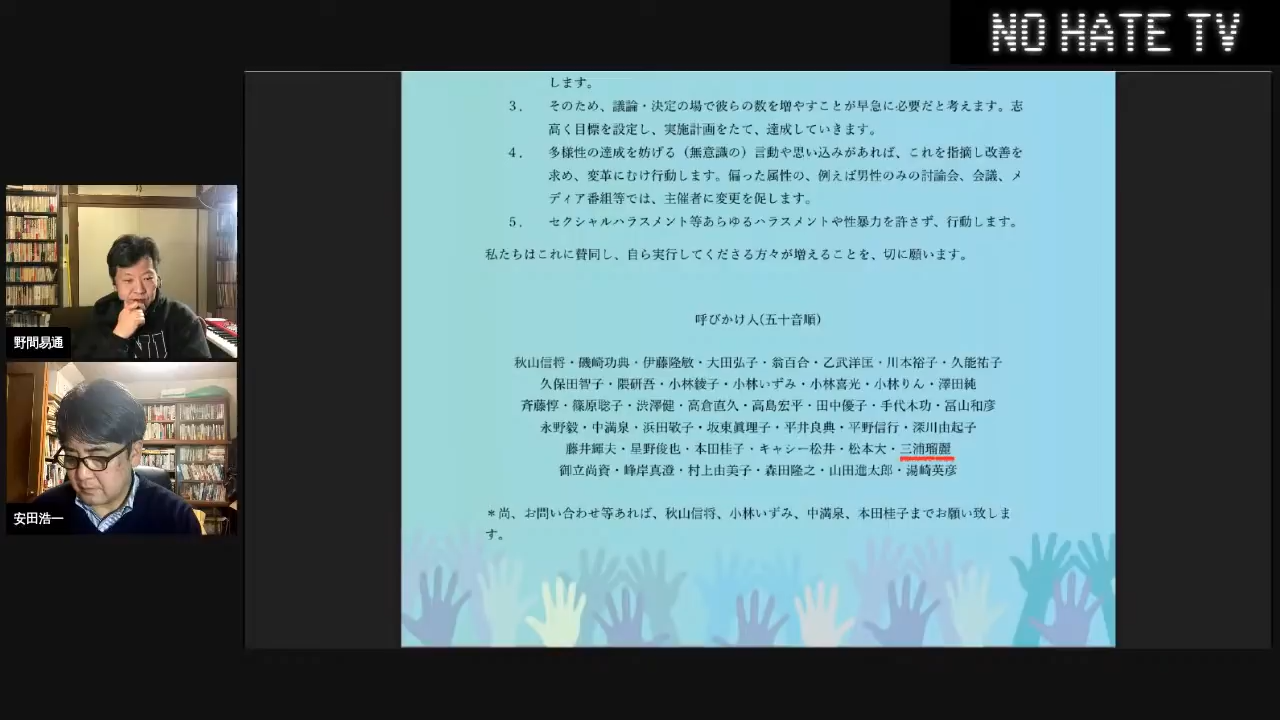 NO HATE TV
します。
3． そのため、議論・決定の場で彼らの数を増やすことが早急に必要だと考えます。志
高く目標を設定し、実施計画をたて、達成していきます。
4． 多様性の達成を妨げる（無意識の）言動や思い込みがあれば、これを指摘し改善を
求め、変革にむけ行動します。偏った属性の、例えば男性のみの討論会、会議、メ
ディア番組等では、主催者に変更を促します。
5． セクシャルハラスメント等あらゆるハラスメントや性暴力を許さず、行動します。
私たちはこれに賛同し、自ら実行してくださる方々が増えることを、切に願います。
呼びかけ人(五十音順)
秋山信将・磯崎功典・伊藤隆敏・大田弘子・翁百合・乙武洋匡・川本裕子・久能祐子
久保田智子・隈研吾・小林綾子・小林いずみ・小林喜光・小林りん・澤田純
斉藤惇・篠原聡子・渋澤健・高倉直久・高島宏平・田中優子・手代木功・冨山和彦
永野毅・中満泉・浜田敬子・坂東眞理子・平井良典・平野信行・深川由起子
藤井輝夫・星野俊也・本田桂子・キャシー松井・松本大・三浦瑠麗
御立尚資・峰岸真澄・村上由美子・森田隆之・山田進太郎・湯崎英彦
＊尚、お問い合わせ等あれば、秋山信将、小林いずみ、中満泉、本田桂子までお願い致しま
す。
野間易通
安田浩一